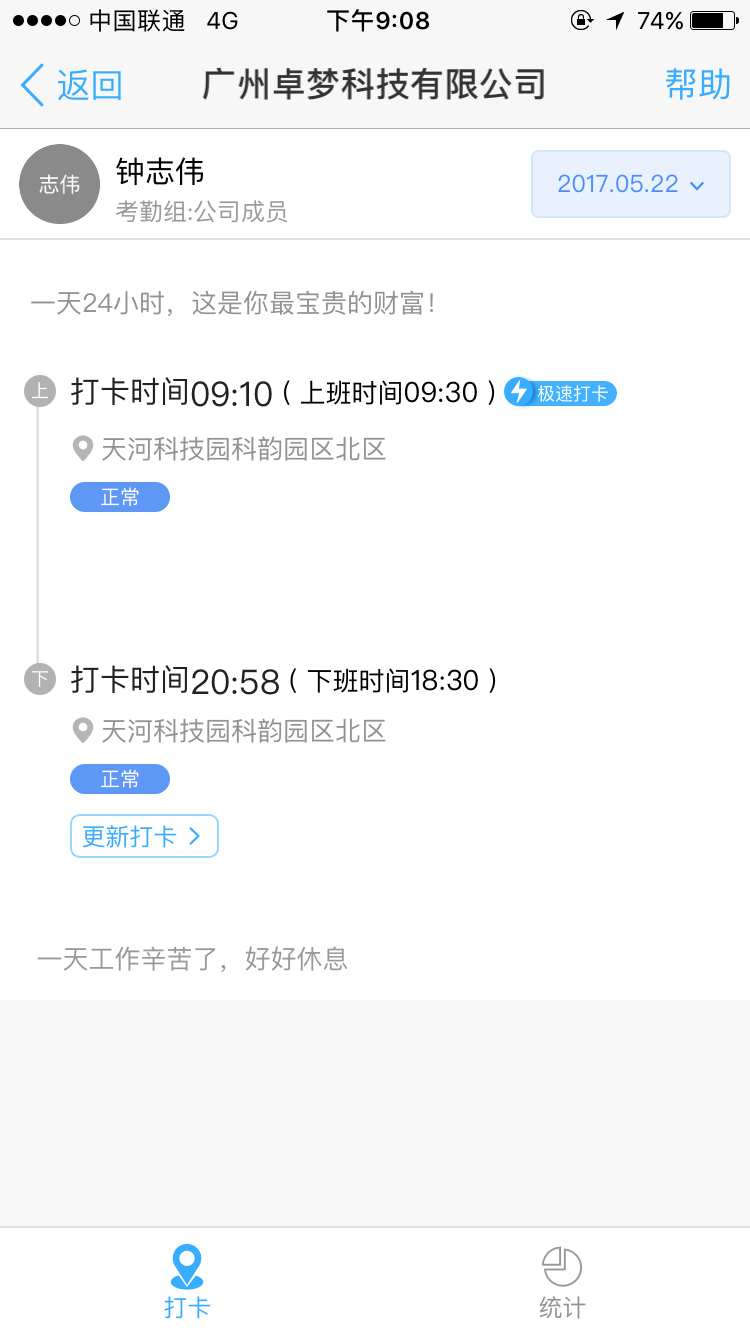 中国联通 4G 下午9:08 74%
返回 广州卓梦科技有限公司 帮助
志伟 钟志伟
考勤组:公司成员
2017.05.22
一天24小时，这是你最宝贵的财富！
上 打卡时间09:10（上班时间09:30） 极速打卡
天河科技园科韵园区北区
正常
下 打卡时间20:58（下班时间18:30）
天河科技园科韵园区北区
正常
更新打卡
一天工作辛苦了，好好休息
打卡 统计